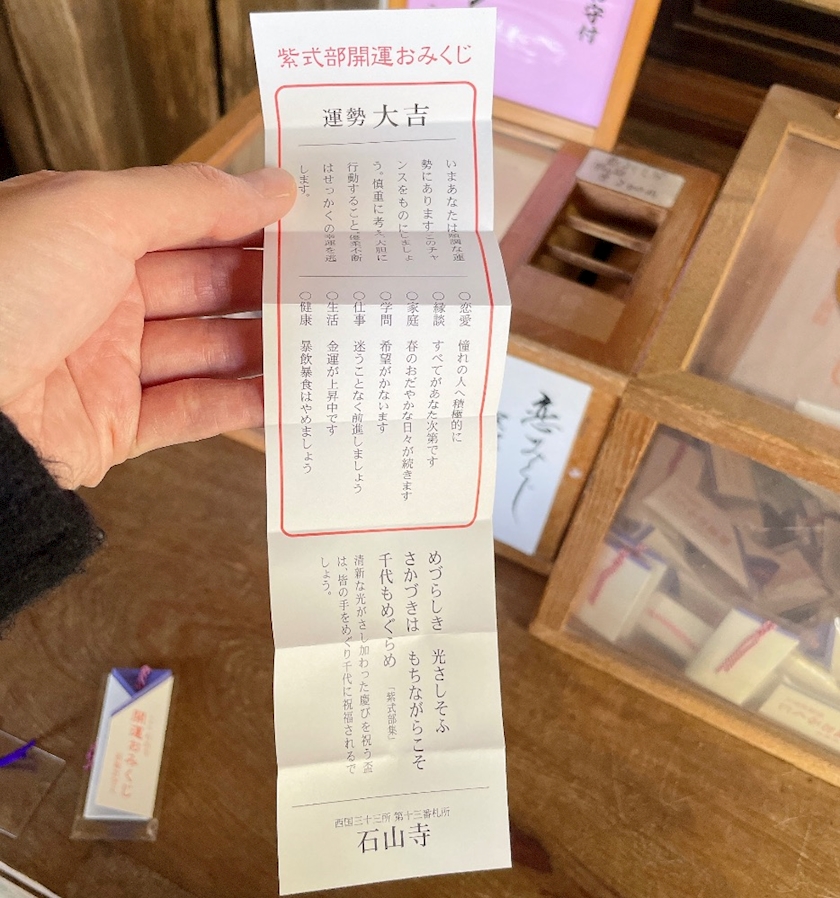 紫式部開運おみくじ
運勢 大吉
いまあなたは順調な運
勢にあります。このチャ
ンスをものにしましょ
う。慎重に考え大胆に
行動すること。優柔不断
はせっかくの幸運を逃
します。
○恋愛 憧れの人へ積極的に
○縁談 すべてがあなた次第です
○家庭 春のおだやかな日々が続きます
○学問 希望がかないます
○仕事 迷うことなく前進しましょう
○生活 金運が上昇中です
○健康 暴飲暴食はやめましょう
めづらしき 光さしそふ
さかづきは もちながらこそ
千代もめぐらめ
「紫式部集」
清新な光がさし加わった慶びを祝う盃
は、皆の手をめぐり千代に祝福されるで
しょう。
西国三十三所 第十三番札所
石山寺
守付
恋みくじ
開運おみくじ